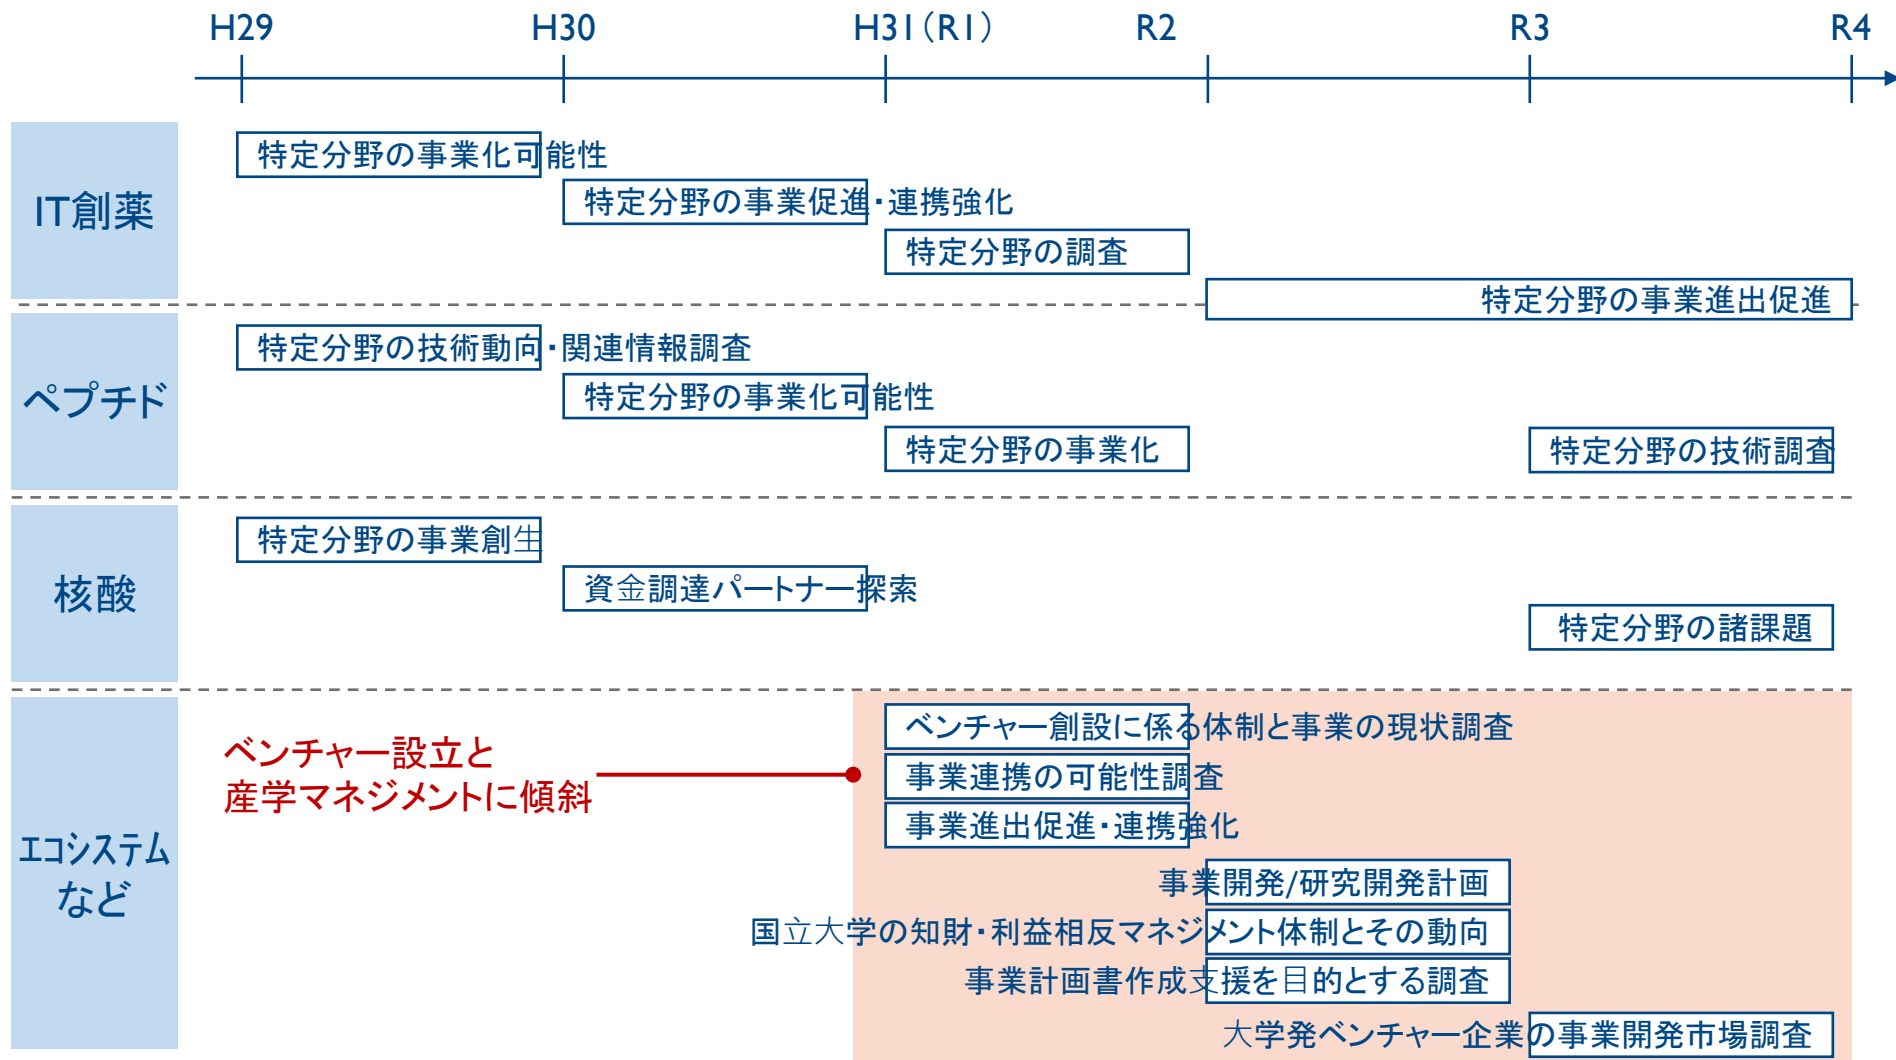 H29
H30
H31(R1)
R2
R3
R4
IT創薬
特定分野の事業化可能性
特定分野の事業促進・連携強化
特定分野の調査
特定分野の事業進出促進
ペプチド
特定分野の技術動向・関連情報調査
特定分野の事業化可能性
特定分野の事業化
特定分野の技術調査
核酸
特定分野の事業創生
資金調達パートナー探索
特定分野の諸課題
エコシステム
など
ベンチャー設立と
産学マネジメントに傾斜
ベンチャー創設に係る体制と事業の現状調査
事業連携の可能性調査
事業進出促進・連携強化
事業開発/研究開発計画
国立大学の知財・利益相反マネジメント体制とその動向
事業計画書作成支援を目的とする調査
大学発ベンチャー企業の事業開発市場調査